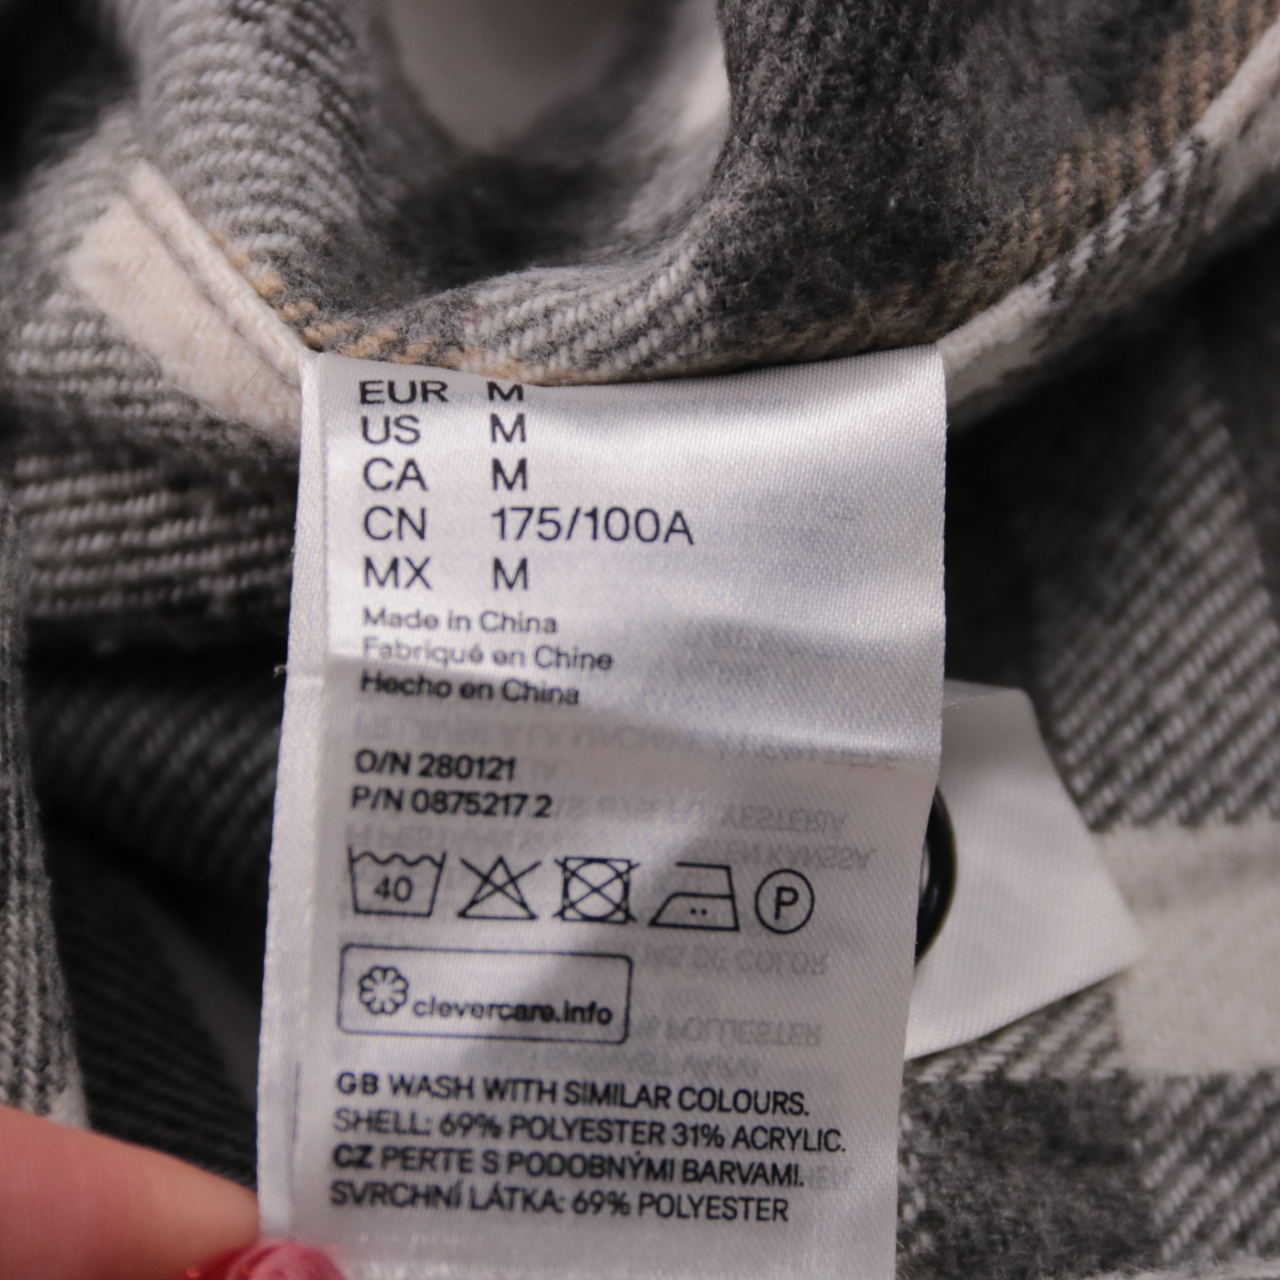 EUR M
US M
CA M
CN 175/100A
MX M
Made in China
Fabriqué en Chine
Hecho en China
O/N 280121
P/N 0875217 2
40
P
clevercare.info
GB WASH WITH SIMILAR COLOURS.
SHELL: 69% POLYESTER 31% ACRYLIC.
CZ PERTE S PODOBNÝMI BARVAMI.
SVRCHNÍ LÁTKA: 69% POLYESTER